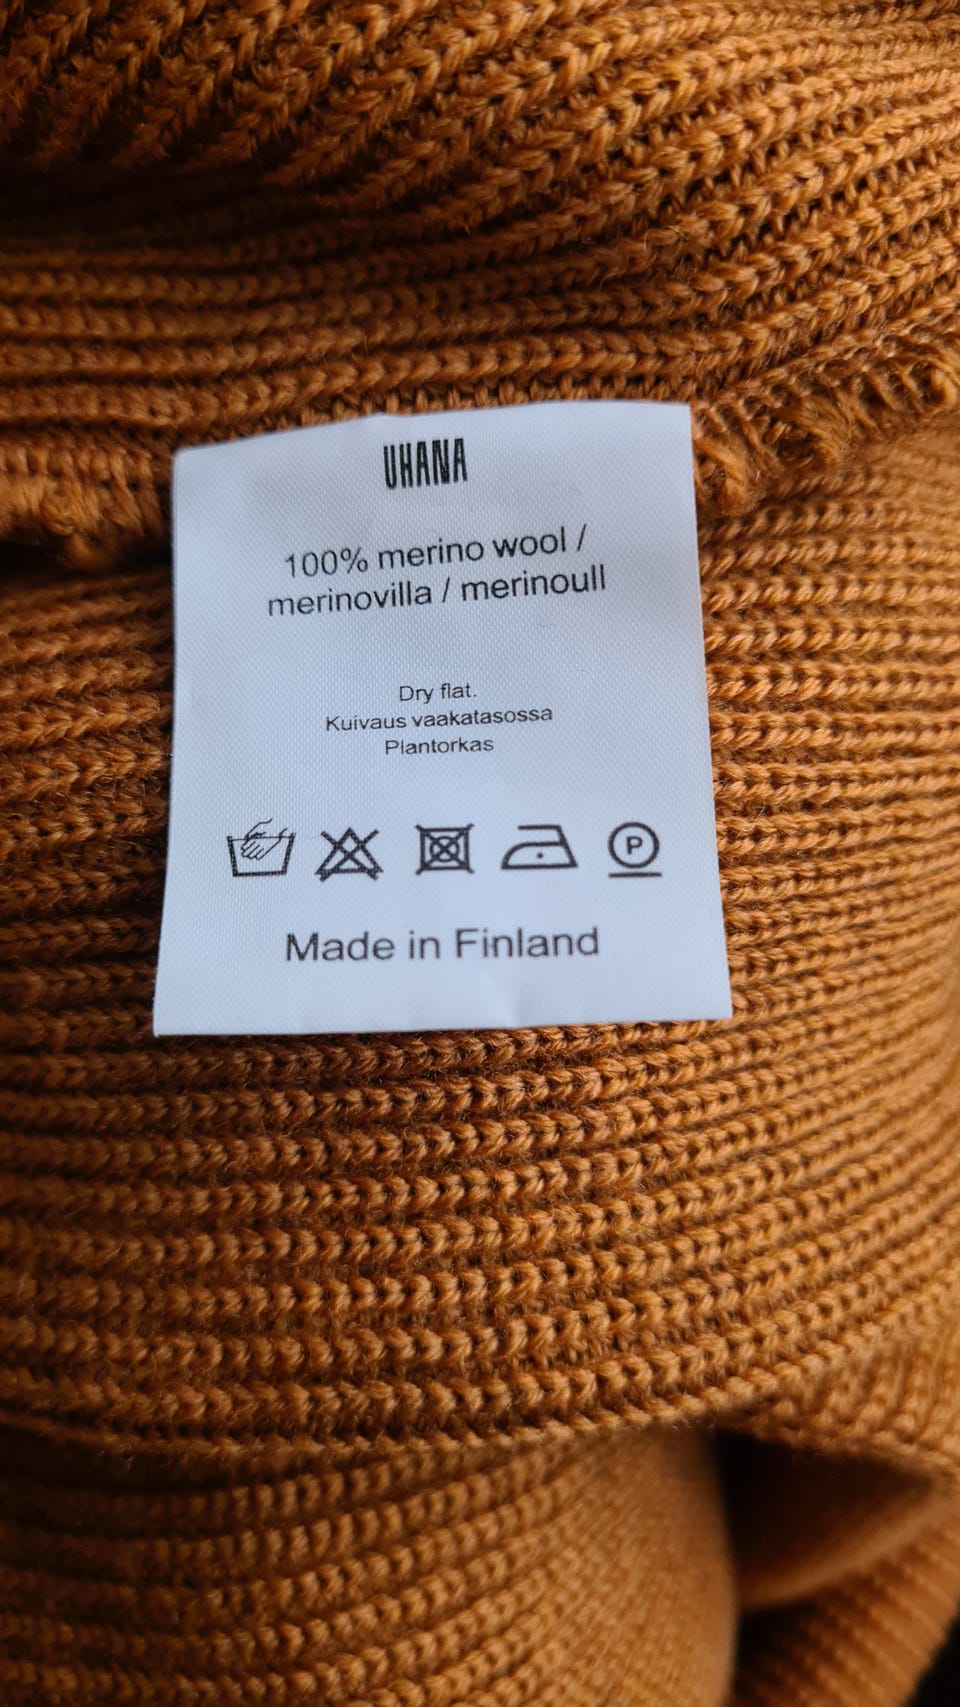 UHANA
100% merino wool /
merinovilla / merinoull
Dry flat.
Kuivaus vaakatasossa
Plantorkas
P
Made in Finland